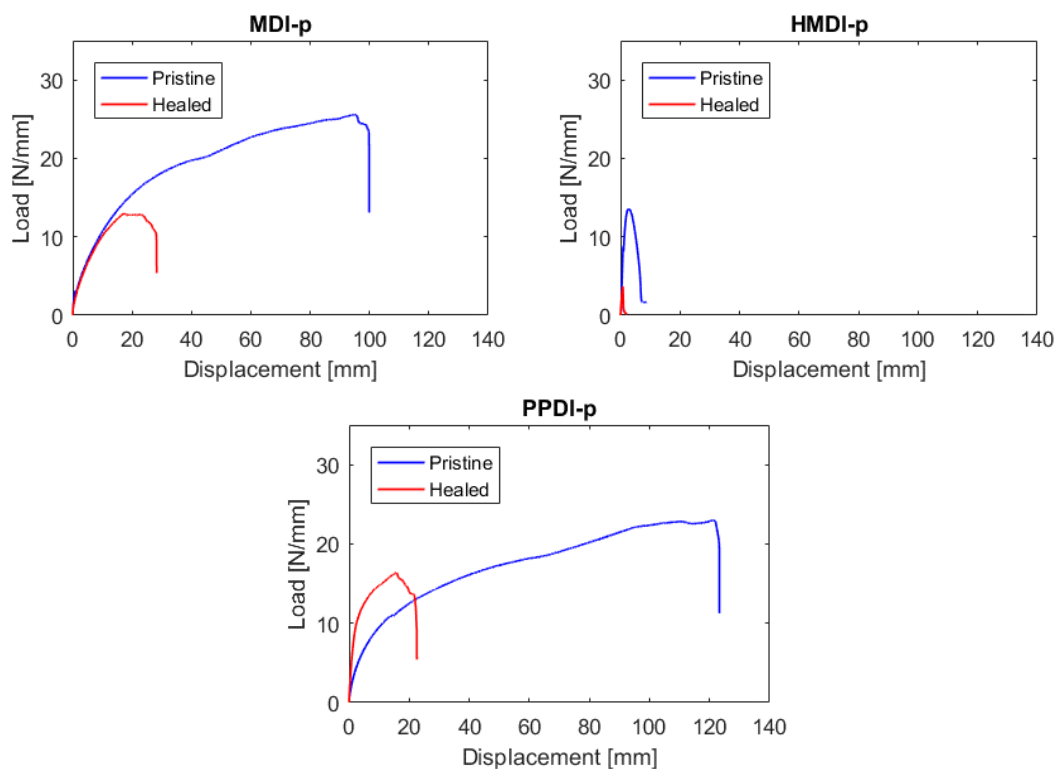 MDI-p
30
20
10
0
Load [N/mm]
Pristine
Healed
0 20 40 60 80 100 120 140
Displacement [mm]
HMDI-p
30
20
10
0
Load [N/mm]
Pristine
Healed
0 20 40 60 80 100 120 140
Displacement [mm]
PPDI-p
30
20
10
0
Load [N/mm]
Pristine
Healed
0 20 40 60 80 100 120 140
Displacement [mm]